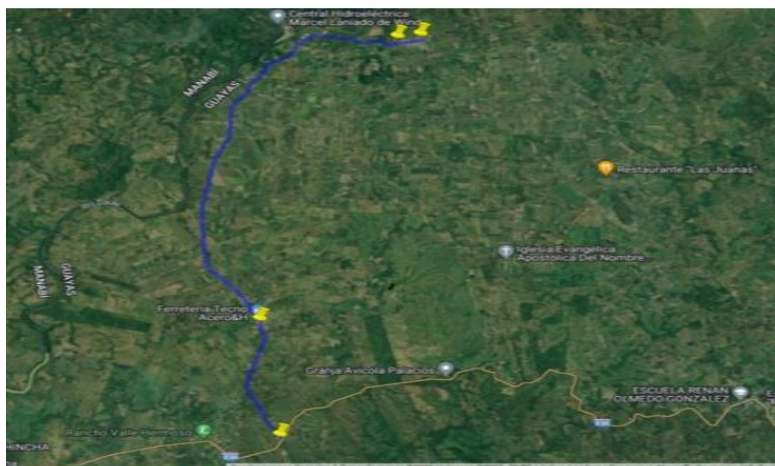 Central Hidroeléctrica
Marcel Laniado de Wind
MANABÍ
GUAYAS
Restaurante "Las Juanas"
Iglesia Evangélica
Apostólica Del Nombre
MANABÍ
GUAYAS
Ferretería Tecno
Acero&H
Granja Avícola Palacios
ESCUELA RENAN
OLMEDO GONZALEZ
Rancho Valle Hermoso
HINCHA